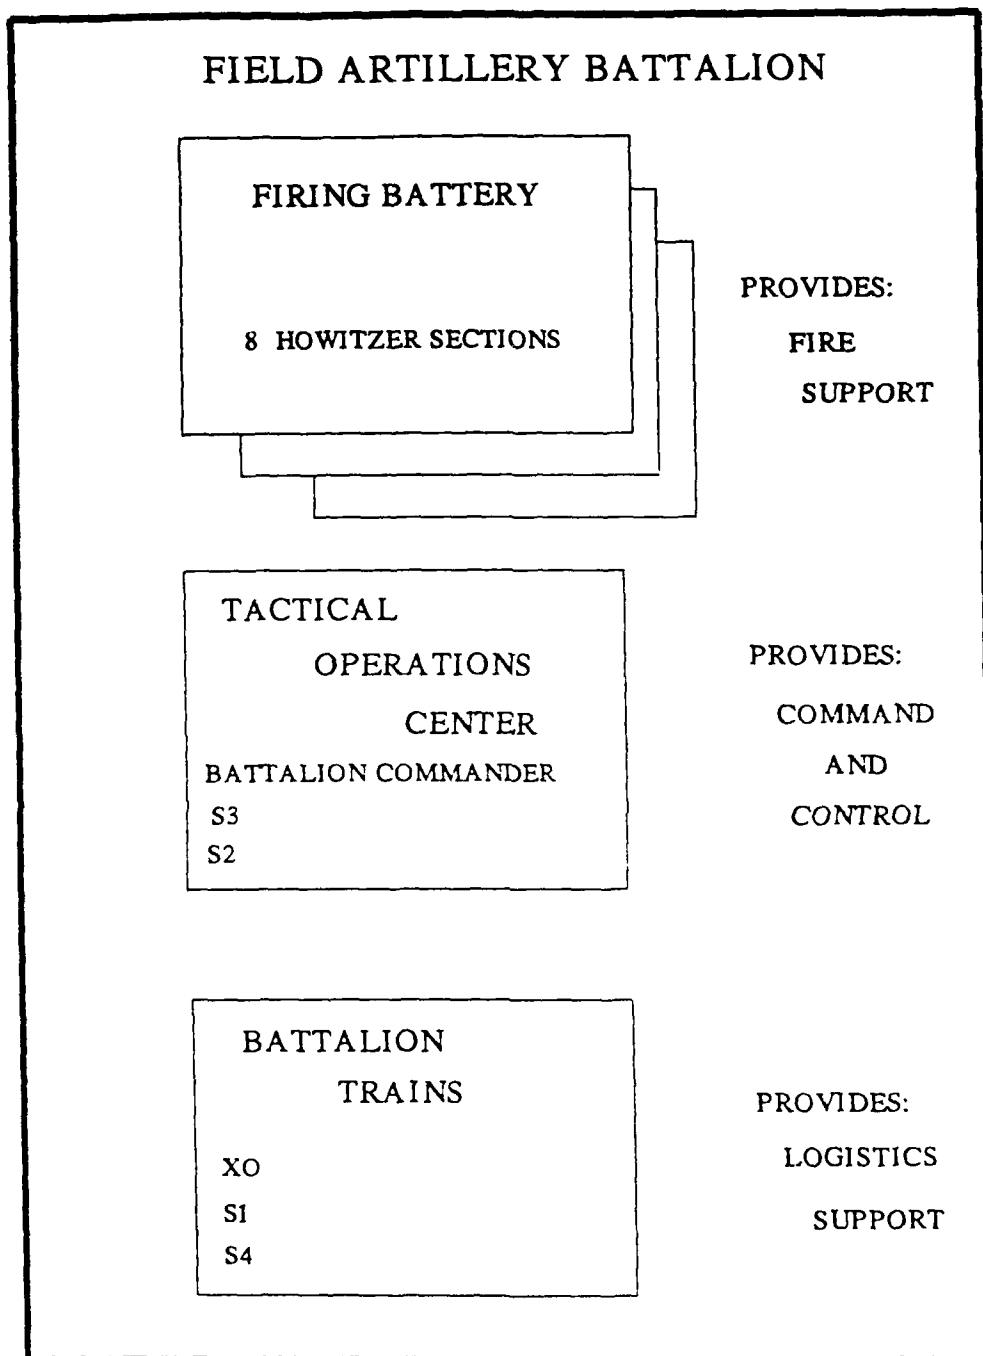 FIELD ARTILLERY BATTALION
FIRING BATTERY
8 HOWITZER SECTIONS
PROVIDES:
FIRE
SUPPORT
TACTICAL
OPERATIONS
CENTER
BATTALION COMMANDER
S3
S2
PROVIDES:
COMMAND
AND
CONTROL
BATTALION
TRAINS
XO
S1
S4
PROVIDES:
LOGISTICS
SUPPORT